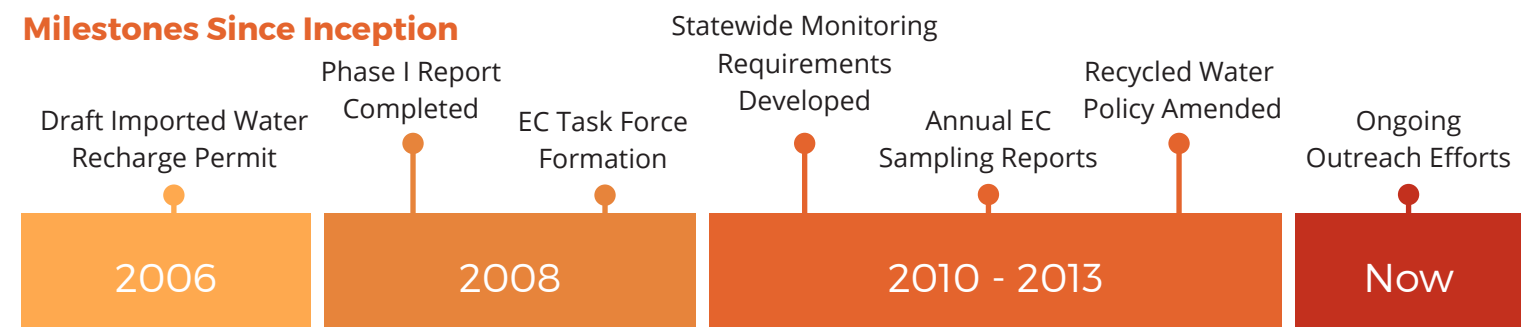 Milestones Since Inception
Draft Imported Water
Recharge Permit
Phase I Report
Completed
EC Task Force
Formation
Statewide Monitoring
Requirements
Developed
Annual EC
Sampling Reports
Recycled Water
Policy Amended
Ongoing
Outreach Efforts
2006
2008
2010 - 2013
Now